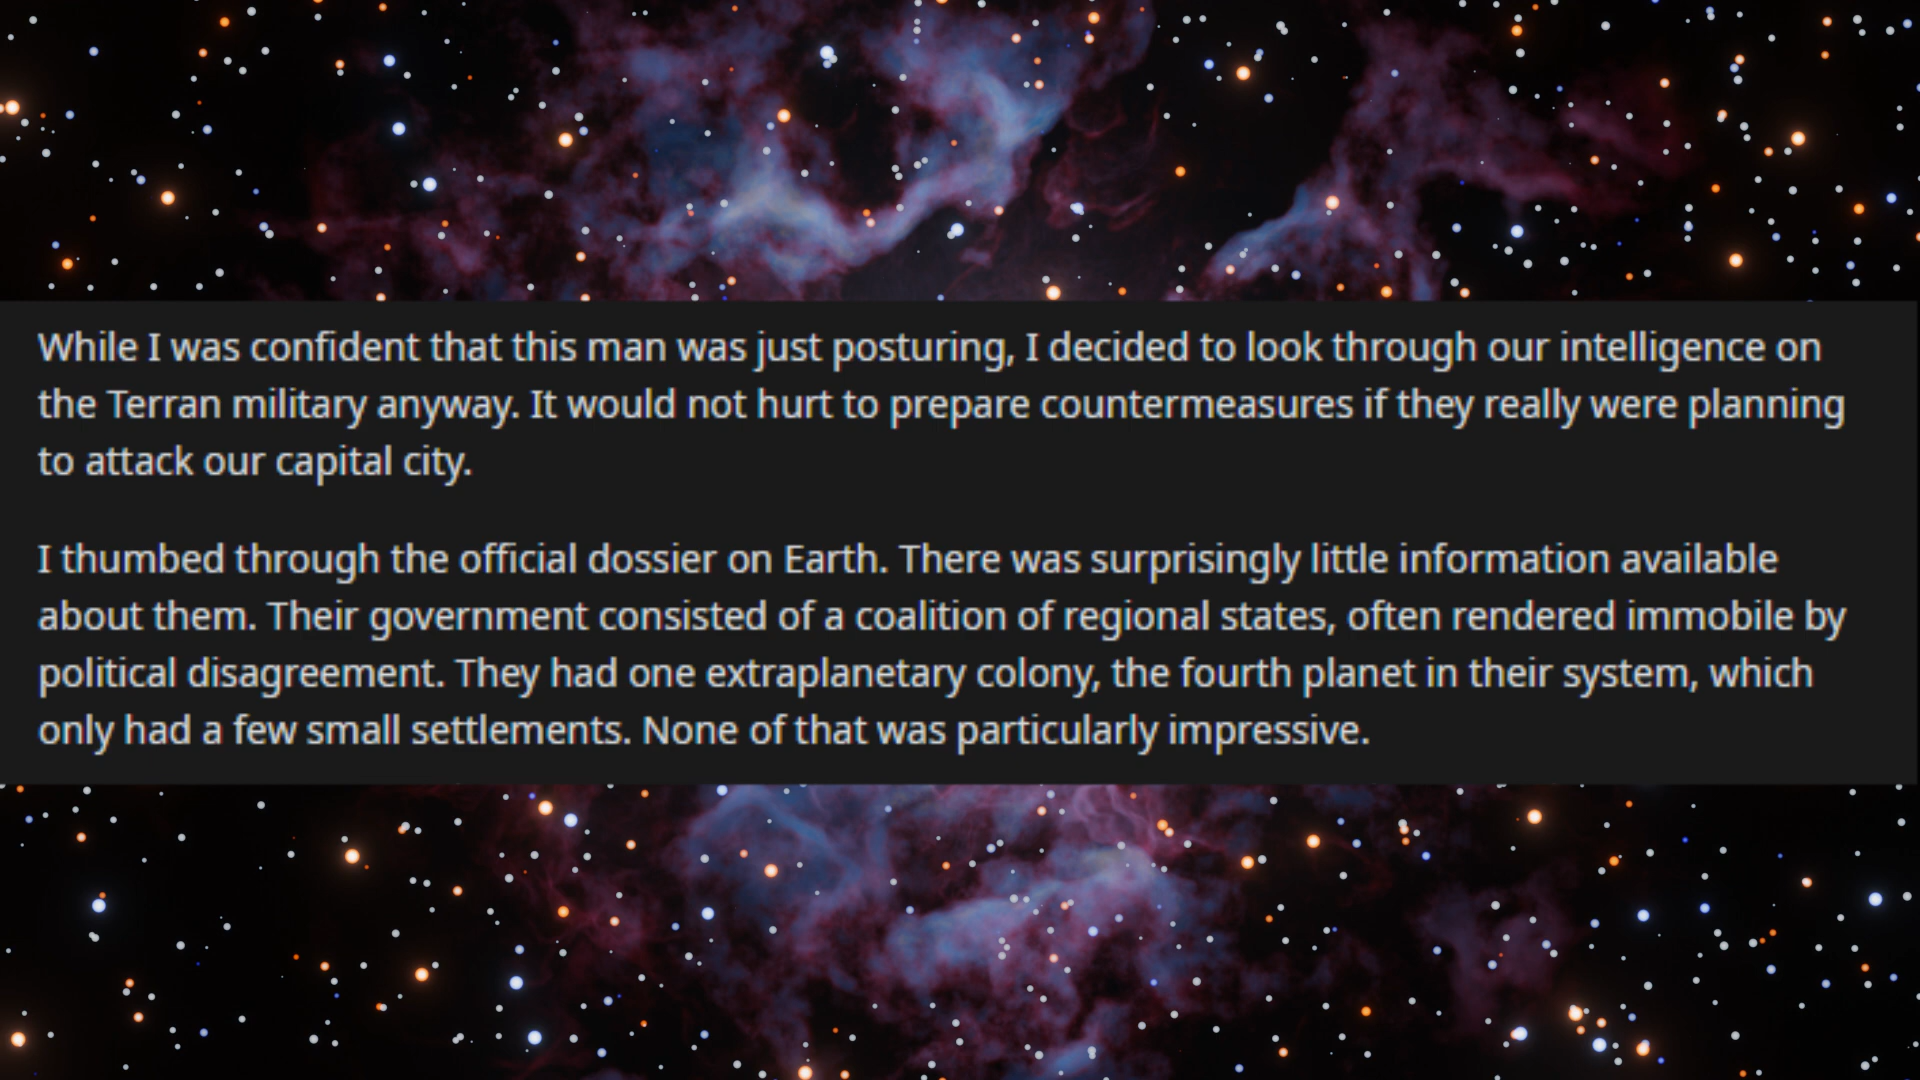 While I was confident that this man was just posturing, I decided to look through our intelligence on
the Terran military anyway. It would not hurt to prepare countermeasures if they really were planning
to attack our capital city.
I thumbed through the official dossier on Earth. There was surprisingly little information available
about them. Their government consisted of a coalition of regional states, often rendered immobile by
political disagreement. They had one extraplanetary colony, the fourth planet in their system, which
only had a few small settlements. None of that was particularly impressive.